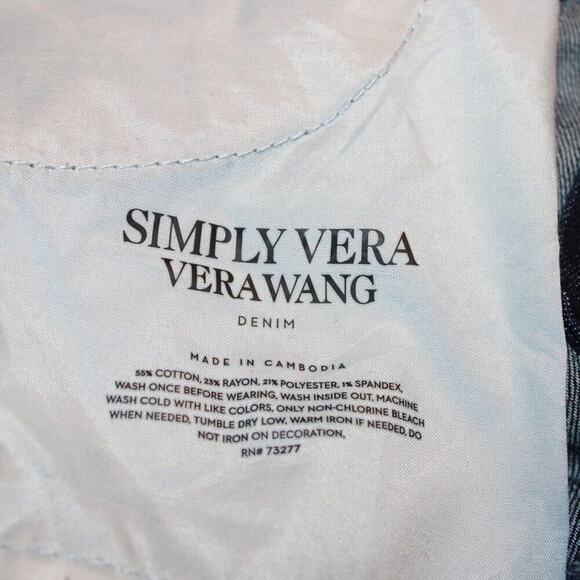 SIMPLY VERA
VERA WANG
DENIM
MADE IN CAMBODIA
55% COTTON, 23% RAYON, 21% POLYESTER, 1% SPANDEX,
WASH ONCE BEFORE WEARING, WASH INSIDE OUT, MACHINE
WASH COLD WITH LIKE COLORS, ONLY NON-CHLORINE BLEACH
WHEN NEEDED, TUMBLE DRY LOW, WARM IRON IF NEEDED, DO
NOT IRON ON DECORATION,
RN# 73277